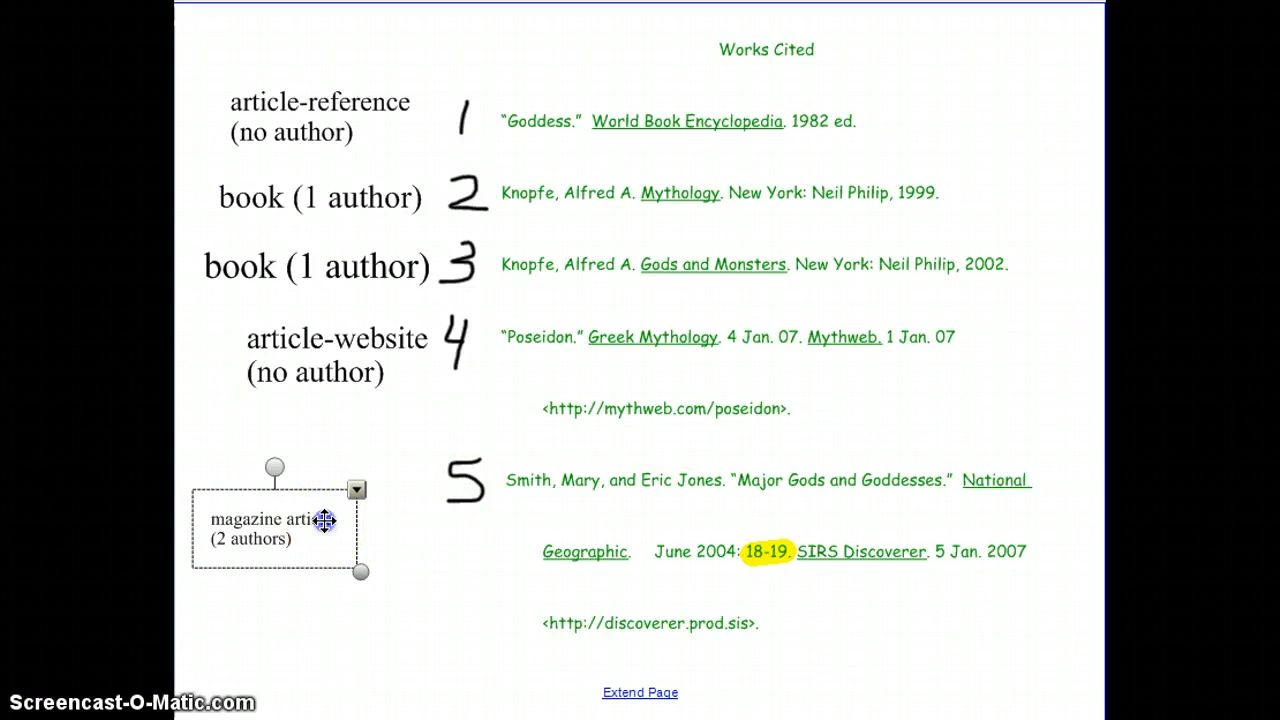 Works Cited
article-reference
(no author)
1
“Goddess.” World Book Encyclopedia. 1982 ed.
book (1 author)
2
Knopfe, Alfred A. Mythology. New York: Neil Philip, 1999.
book (1 author)
3
Knopfe, Alfred A. Gods and Monsters. New York: Neil Philip, 2002.
article-website
(no author)
4
“Poseidon.” Greek Mythology. 4 Jan. 07. Mythweb. 1 Jan. 07
<http://mythweb.com/poseidon>.
5
Smith, Mary, and Eric Jones. “Major Gods and Goddesses.” National
magazine
(2 authors)
Geographic. June 2004: 18-19. SIRS Discoverer. 5 Jan. 2007
<http://discoverer.prod.sis>.
Extend Page
Screencast-O-Matic.com